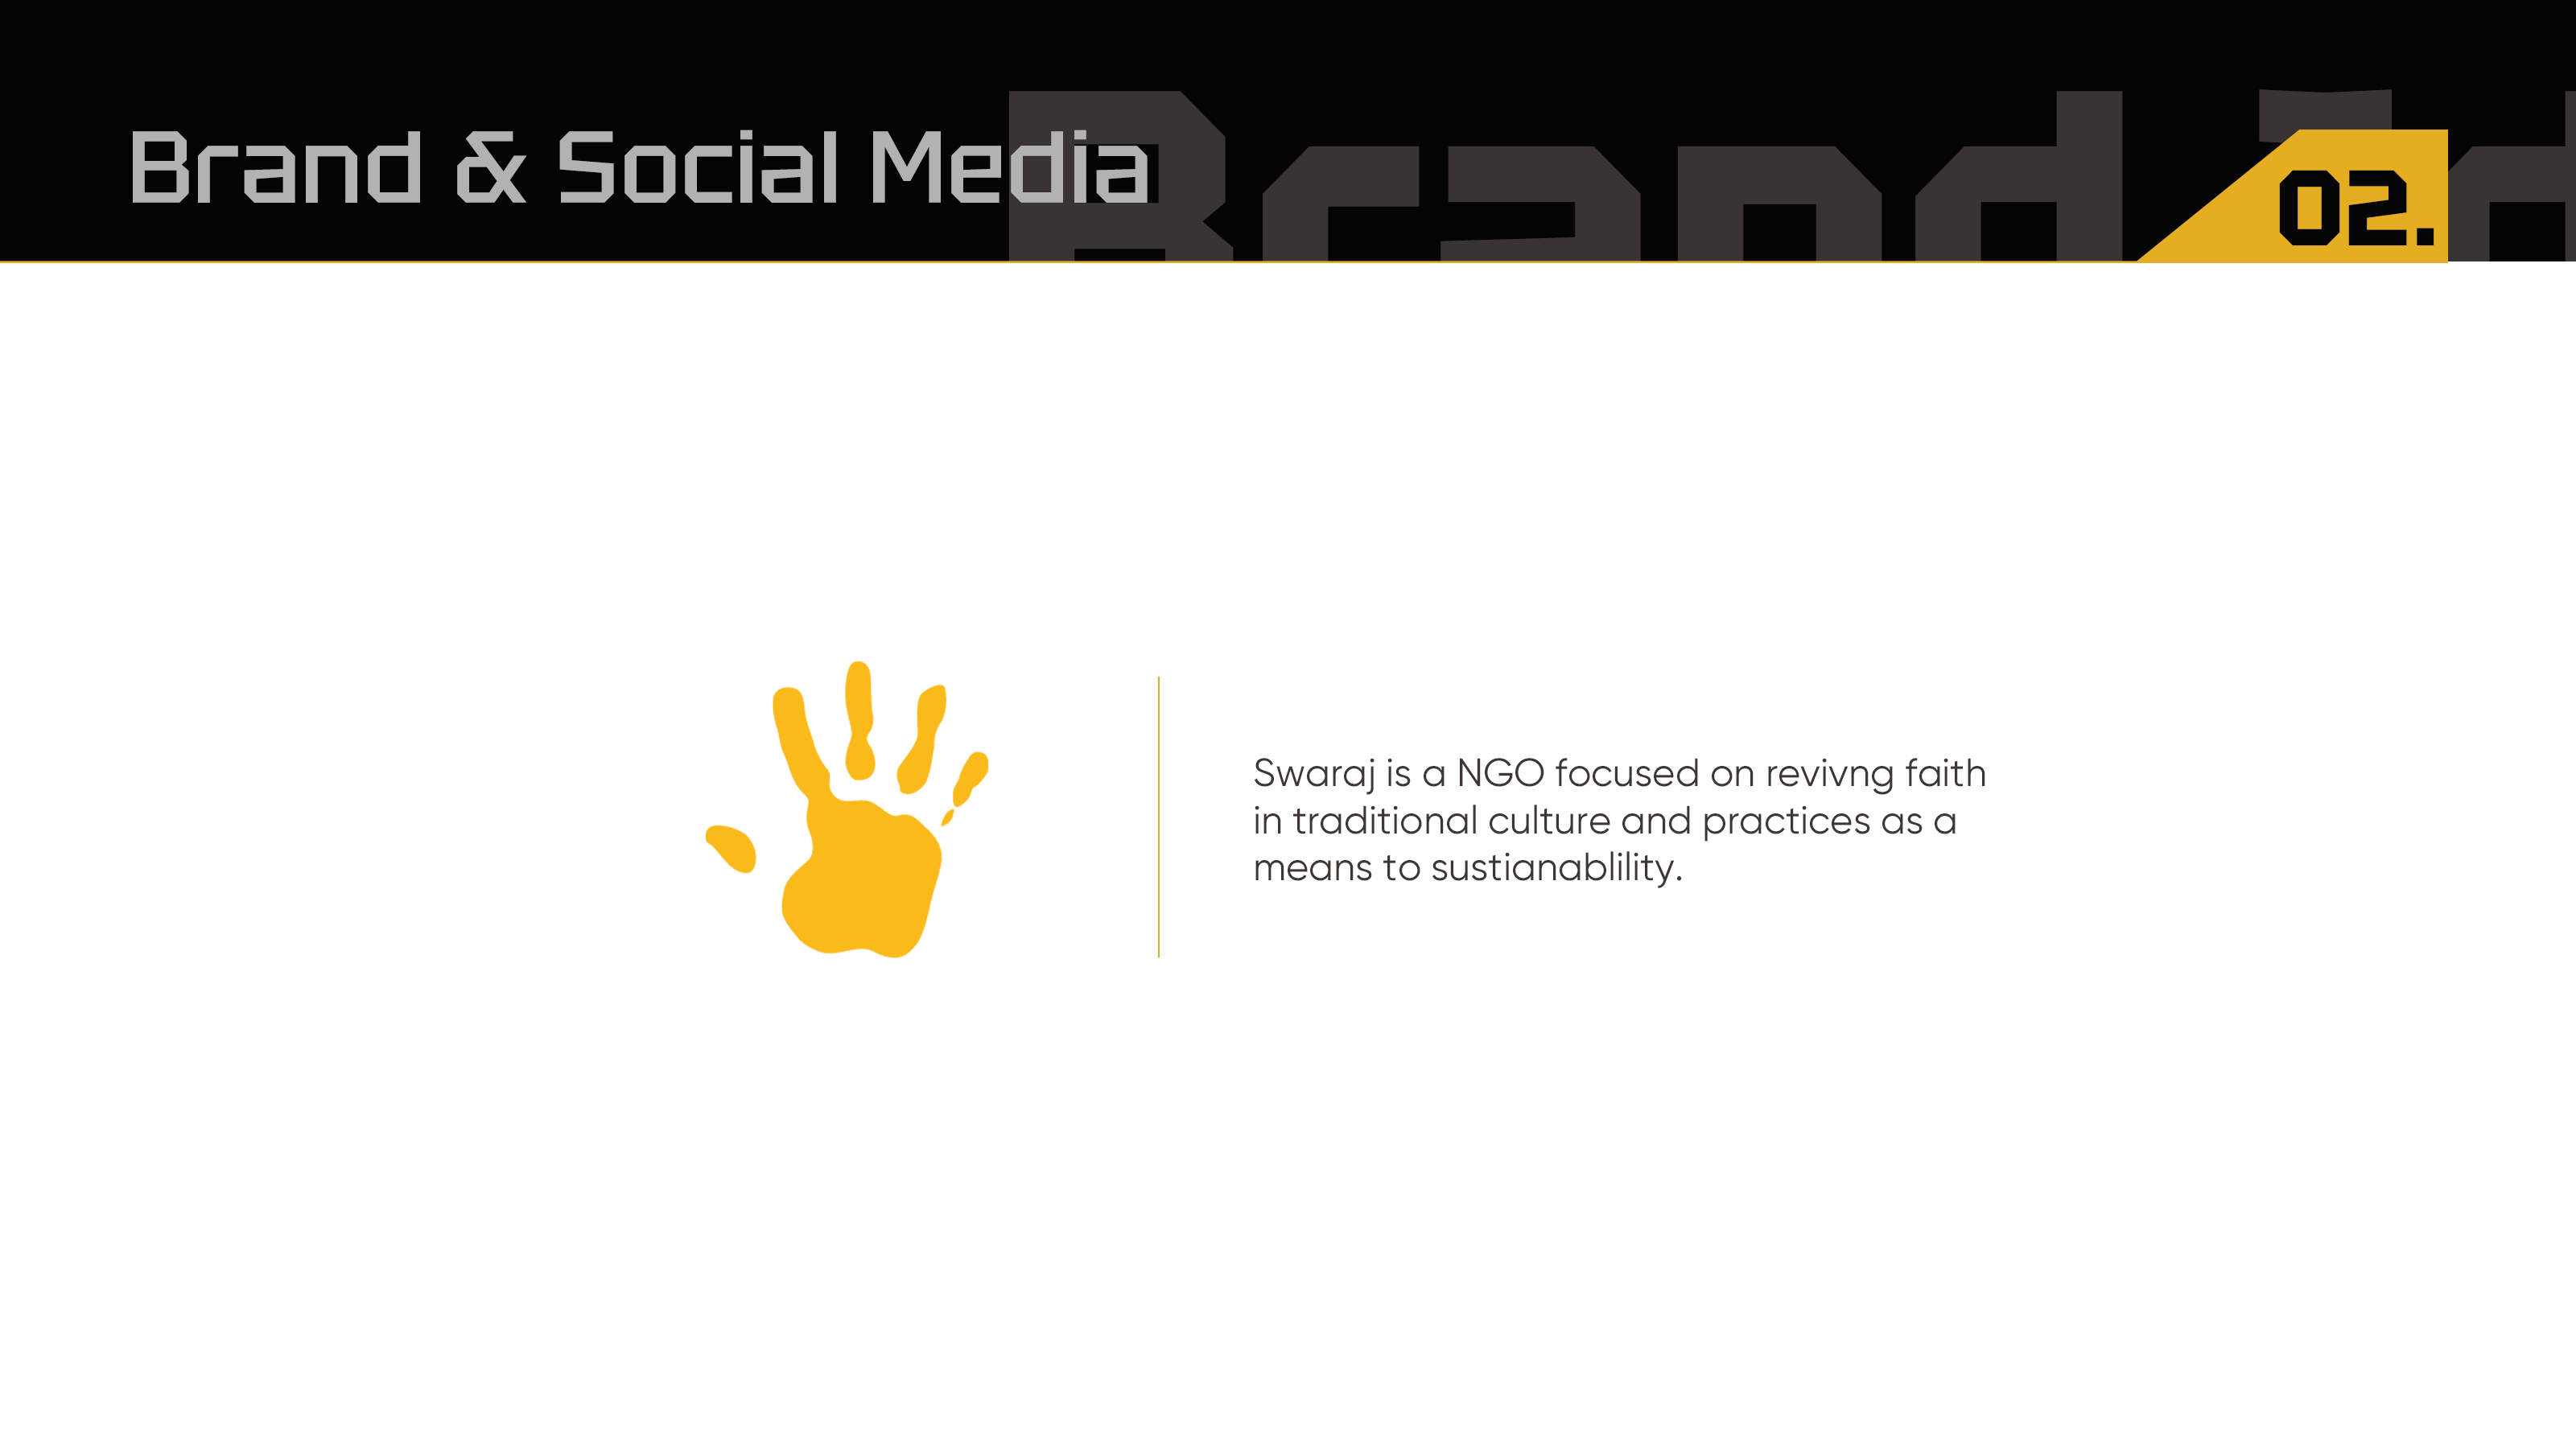 Brand & Social Media
Brand
02.
Swaraj is a NGO focused on revivng faith
in traditional culture and practices as a
means to sustianablility.